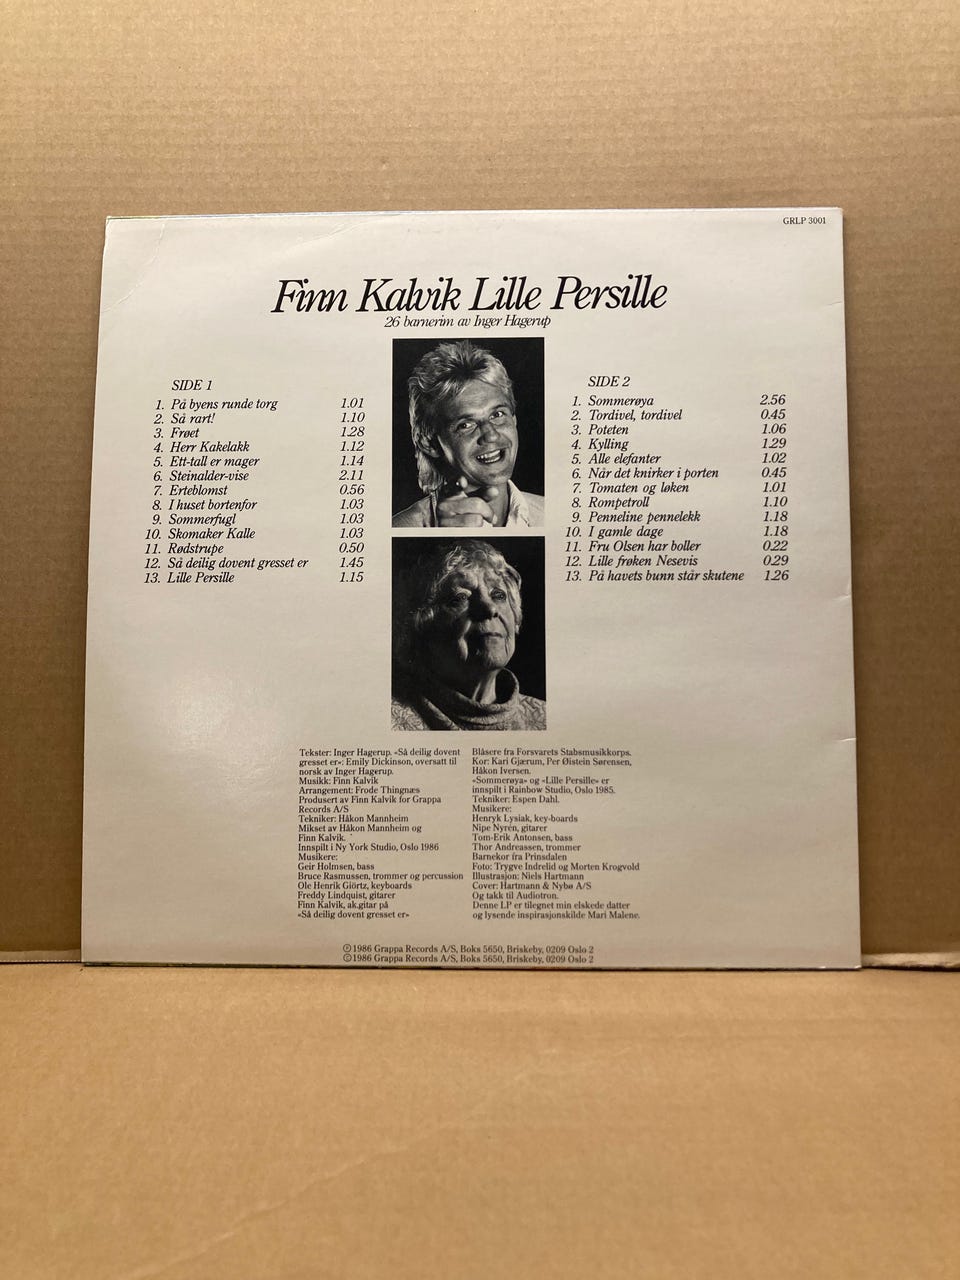 GRLP 3001
Finn Kalvik Lille Persille
26 barnerim av Inger Hagerup
SIDE 1
1. På byens runde torg 1.01
2. Så rart! 1.10
3. Frøet 1.28
4. Herr Kakelakk 1.12
5. Ett-tall er mager 1.14
6. Steinalder-vise 2.11
7. Erteblomst 0.56
8. I huset bortenfor 1.03
9. Sommerfugl 1.03
10. Skomaker Kalle 1.03
11. Rødstrupe 0.50
12. Så deilig dovent gresset er 1.45
13. Lille Persille 1.15
SIDE 2
1. Sommerøya 2.56
2. Tordivel, tordivel 0.45
3. Poteten 1.06
4. Kylling 1.29
5. Alle elefanter 1.02
6. Når det knirker i porten 0.45
7. Tomaten og løken 1.01
8. Rompetroll 1.10
9. Penneline pennelekk 1.18
10. I gamle dage 1.18
11. Fru Olsen har boller 0.22
12. Lille frøken Nesevis 0.29
13. På havets bunn står skutene 1.26
Tekster: Inger Hagerup. «Så deilig dovent
gresset er»: Emily Dickinson, oversatt til
norsk av Inger Hagerup.
Musikk: Finn Kalvik
Arrangement: Frode Thingnæs
Produsert av Finn Kalvik for Grappa
Records A/S
Tekniker: Håkon Mannheim
Mikset av Håkon Mannheim og
Finn Kalvik.
Innspilt i Ny York Studio, Oslo 1986
Musikere:
Geir Holmsen, bass
Bruce Rasmussen, trommer og percussion
Ole Henrik Giörtz, keyboards
Freddy Lindquist, gitarer
Finn Kalvik, ak.gitar på
«Så deilig dovent gresset er»
Blåsere fra Forsvarets Stabsmusikkorps.
Kor: Kari Gjærum, Per Øistein Sørensen,
Håkon Iversen.
«Sommerøya» og «Lille Persille» er
innspilt i Rainbow Studio, Oslo 1985.
Tekniker: Espen Dahl.
Musikere:
Henryk Lysiak, key-boards
Nipe Nyrén, gitarer
Tom-Erik Antonsen, bass
Thor Andreassen, trommer
Barnekor fra Prinsdalen
Foto: Trygve Indrelid og Morten Krogvold
Illustrasjon: Niels Hartmann
Cover: Hartmann & Nybø A/S
Og takk til Audiotron.
Denne LP er tilegnet min elskede datter
og lysende inspirasjonskilde Mari Malene.
Ⓟ1986 Grappa Records A/S, Boks 5650, Briskeby, 0209 Oslo 2
©1986 Grappa Records A/S, Boks 5650, Briskeby, 0209 Oslo 2